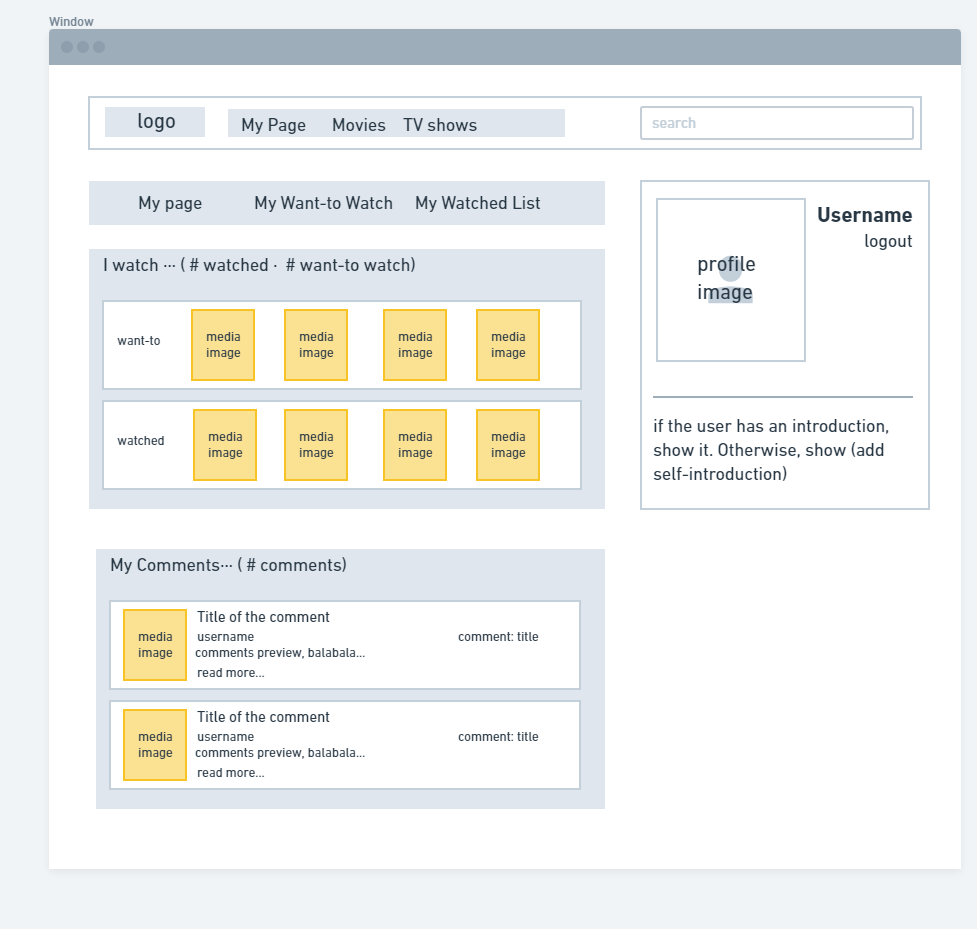 Window
logo
My Page Movies TV shows
search
My page My Want-to Watch My Watched List
I watch ··· ( # watched · # want-to watch)
want-to
media
image
media
image
media
image
media
image
watched
media
image
media
image
media
image
media
image
Username
logout
profile
image
if the user has an introduction,
show it. Otherwise, show (add
self-introduction)
My Comments··· ( # comments)
media
image
Title of the comment
username
comment: title
comments preview, balabala...
read more...
media
image
Title of the comment
username
comment: title
comments preview, balabala...
read more...